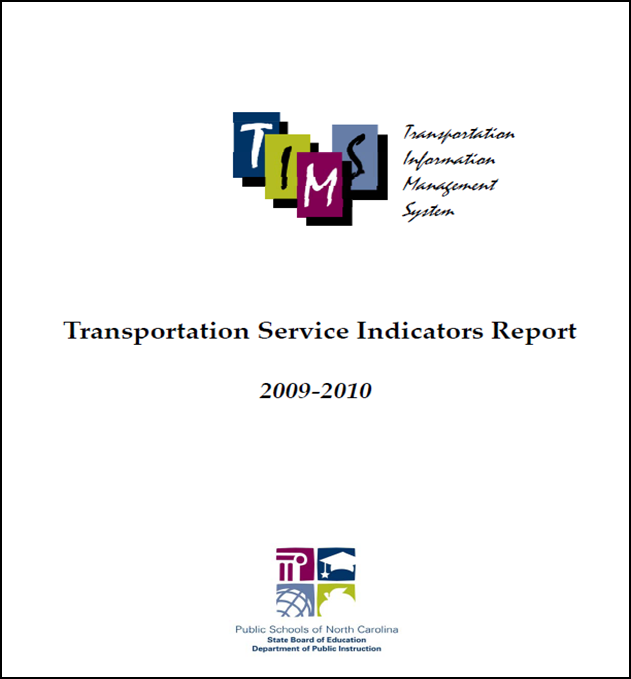 TIMS
Transportation
Information
Management
System
Transportation Service Indicators Report
2009-2010
Public Schools of North Carolina
State Board of Education
Department of Public Instruction